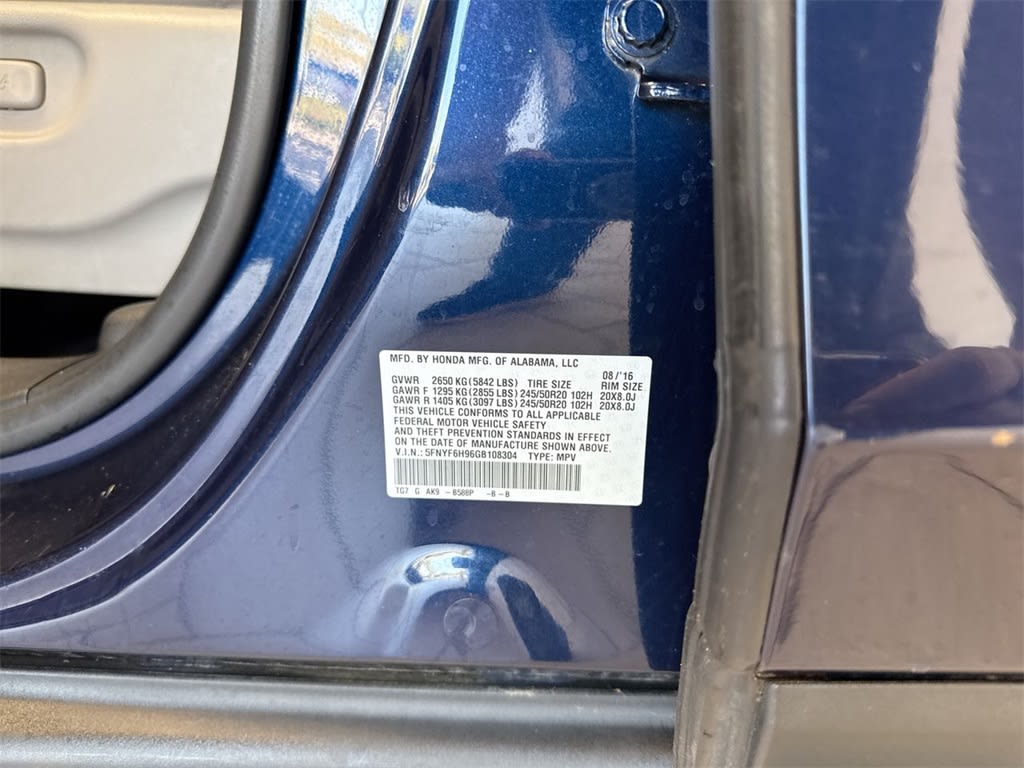 MFD. BY HONDA MFG. OF ALABAMA, LLC
08/'16
GVWR 2650 KG(5842 LBS) TIRE SIZE RIM SIZE
GAWR F 1295 KG(2855 LBS) 245/50R20 102H 20X8.0J
GAWR R 1405 KG(3097 LBS) 245/50R20 102H 20X8.0J
THIS VEHICLE CONFORMS TO ALL APPLICABLE
FEDERAL MOTOR VEHICLE SAFETY
AND THEFT PREVENTION STANDARDS IN EFFECT
ON THE DATE OF MANUFACTURE SHOWN ABOVE.
V.I.N.: 5FNYF6H96GB108304 TYPE: MPV
TG7 G AK9 -B588P -B-B